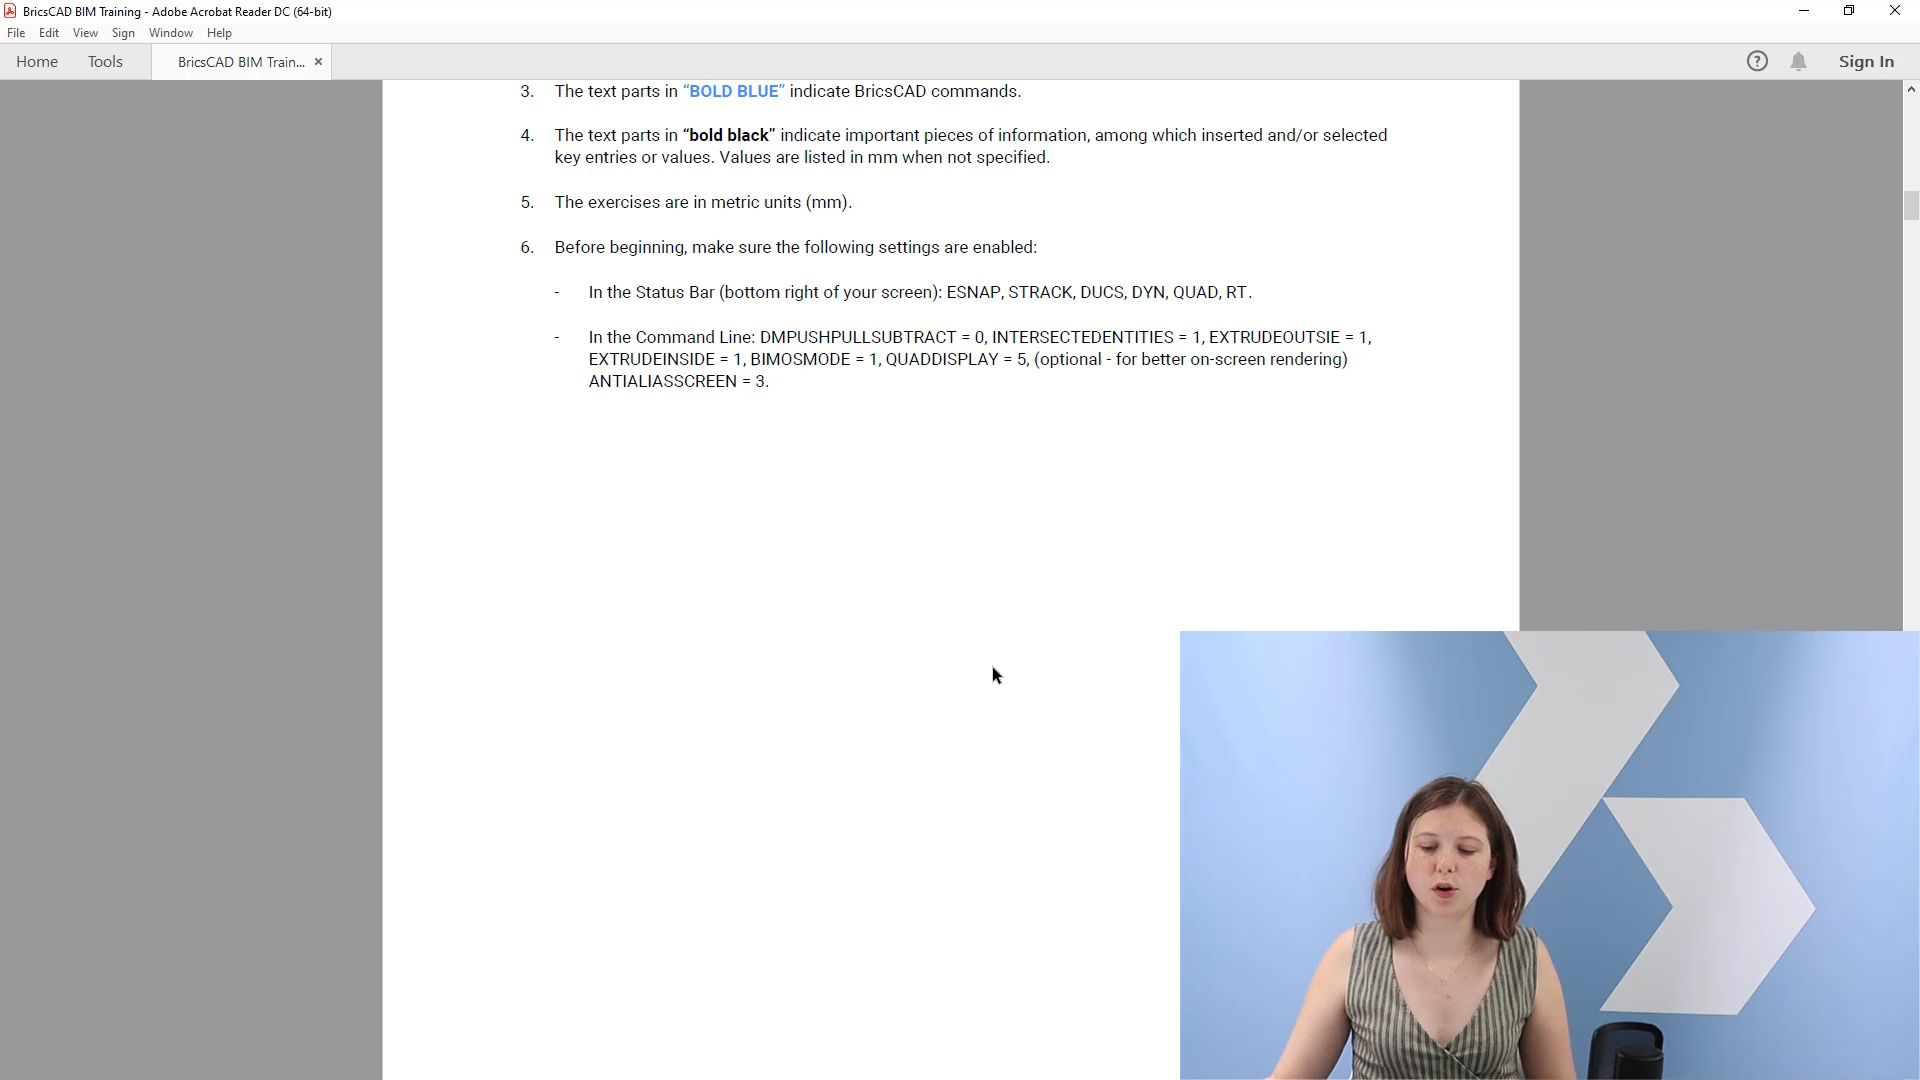 BricsCAD BIM Training - Adobe Acrobat Reader DC (64-bit)
File Edit View Sign Window Help
Home Tools BricsCAD BIM Train... × ? Sign In
3. The text parts in “BOLD BLUE” indicate BricsCAD commands.
4. The text parts in “bold black” indicate important pieces of information, among which inserted and/or selected
key entries or values. Values are listed in mm when not specified.
5. The exercises are in metric units (mm).
6. Before beginning, make sure the following settings are enabled:
- In the Status Bar (bottom right of your screen): ESNAP, STRACK, DUCS, DYN, QUAD, RT.
- In the Command Line: DMPUSHPULLSUBTRACT = 0, INTERSECTEDENTITIES = 1, EXTRUDEOUTSIE = 1,
EXTRUDEINSIDE = 1, BIMOSMODE = 1, QUADDISPLAY = 5, (optional - for better on-screen rendering)
ANTIALIASSCREEN = 3.